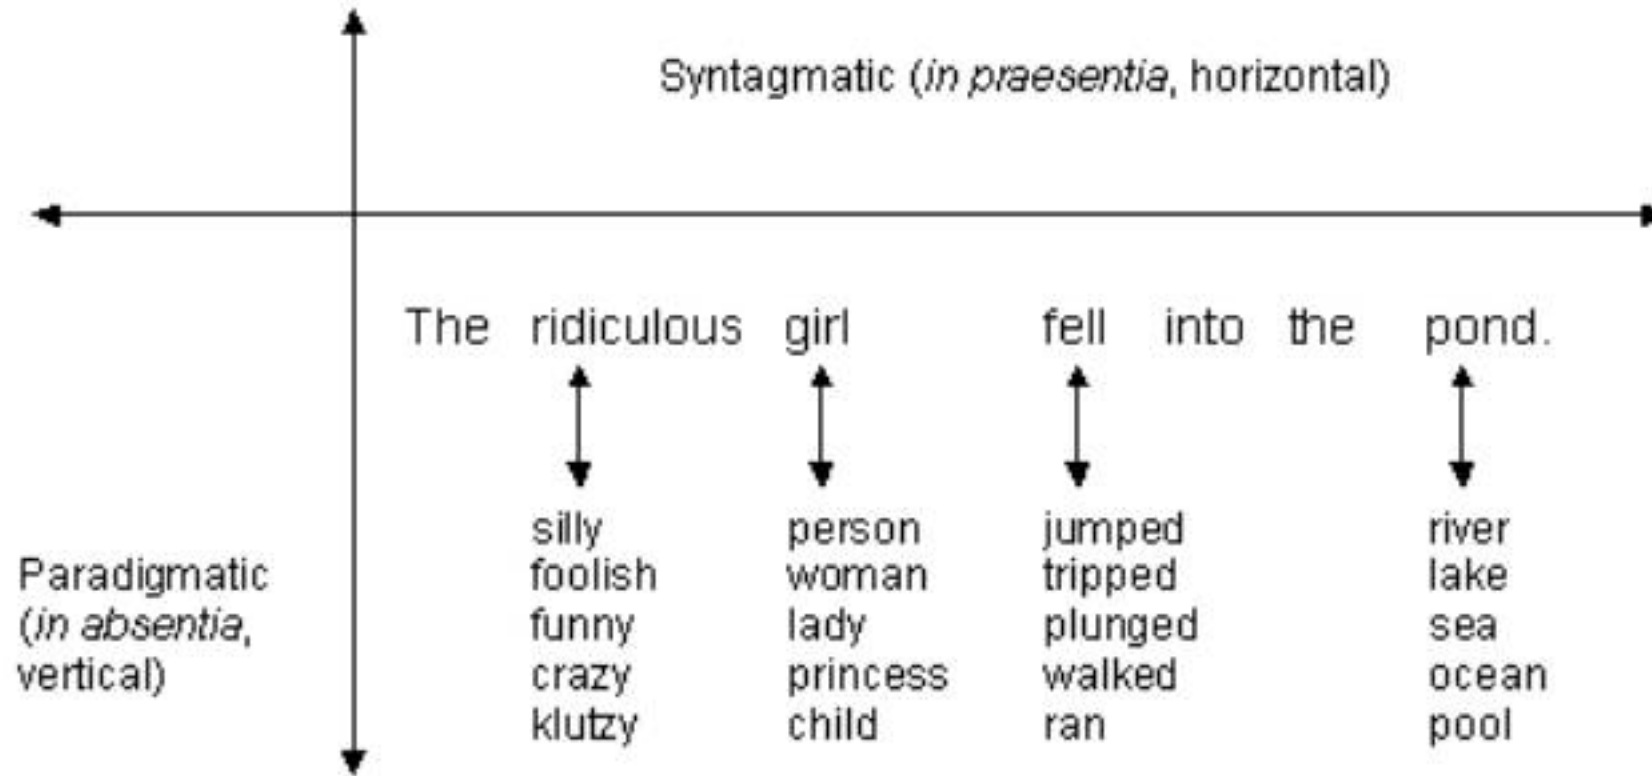 Syntagmatic (in praesentia, horizontal)
The ridiculous girl fell into the pond.
silly person jumped river
Paradigmatic foolish woman tripped lake
(in absentia, funny lady plunged sea
vertical) crazy princess walked ocean
klutzy child ran pool